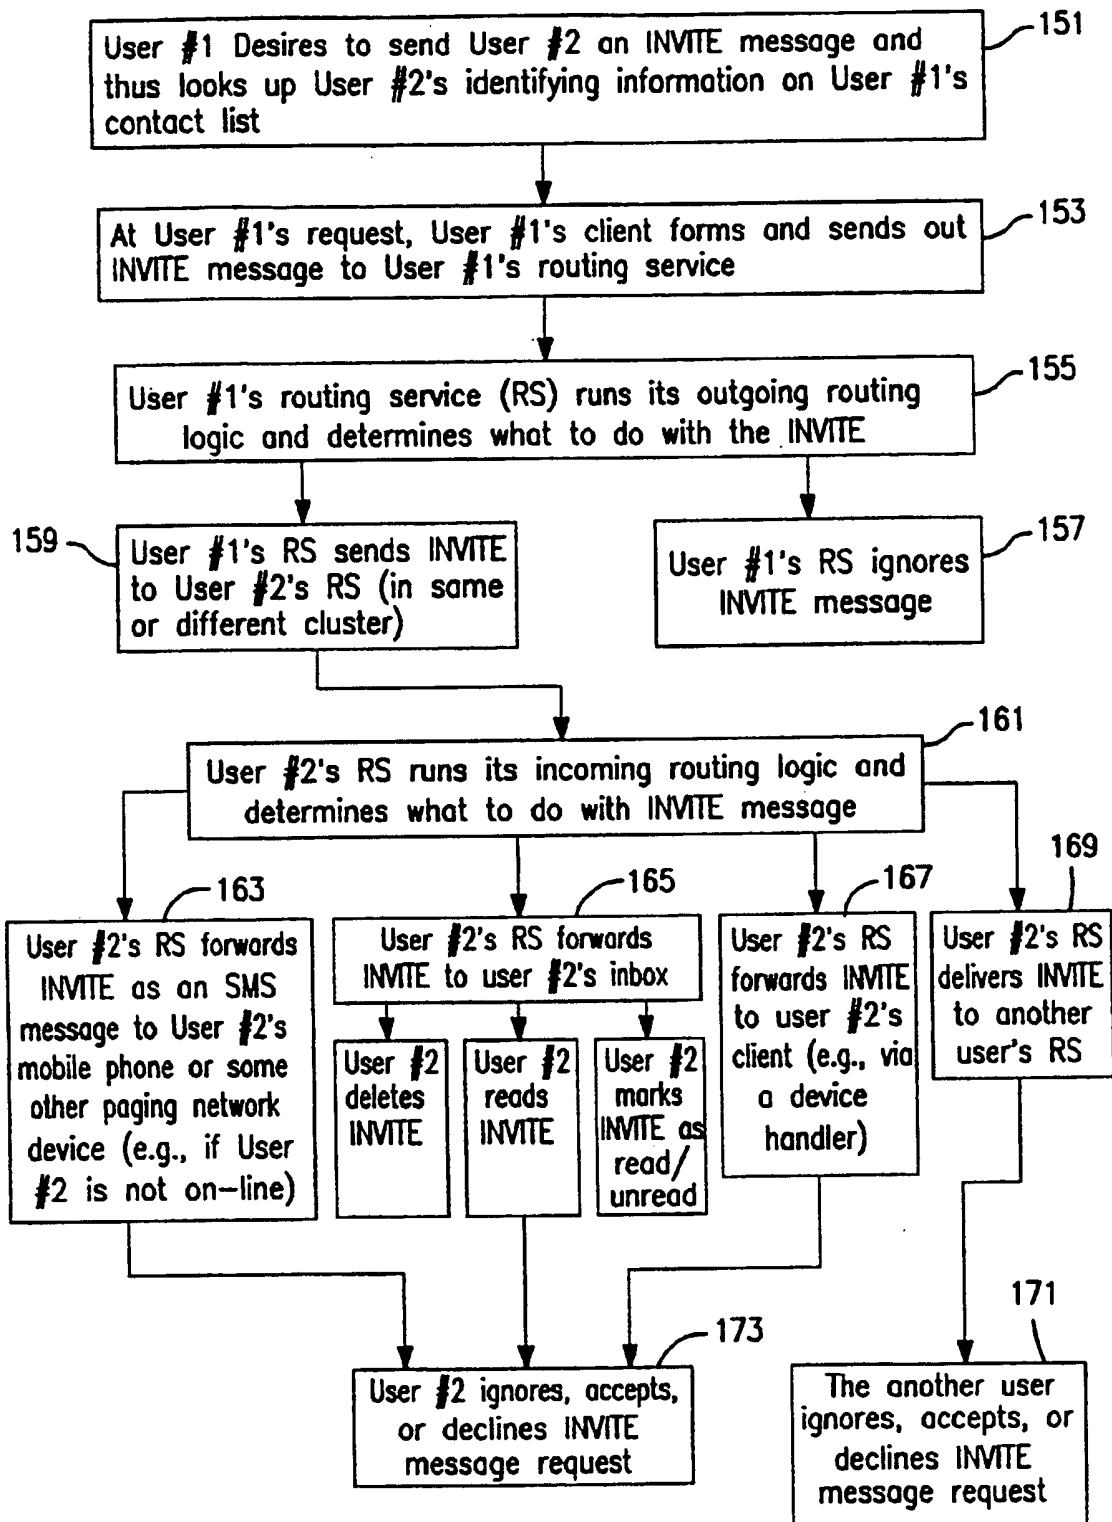 User #1 Desires to send User #2 an INVITE message and
thus looks up User #2's identifying information on User #1's
contact list
151
At User #1's request, User #1's client forms and sends out
INVITE message to User #1's routing service
153
User #1's routing service (RS) runs its outgoing routing
logic and determines what to do with the INVITE
155
159
User #1's RS sends INVITE
to User #2's RS (in same
or different cluster)
User #1's RS ignores
INVITE message
157
161
User #2's RS runs its incoming routing logic and
determines what to do with INVITE message
163
User #2's RS forwards
INVITE as an SMS
message to User #2's
mobile phone or some
other paging network
device (e.g., if User
#2 is not on-line)
165
User #2's RS forwards
INVITE to user #2's inbox
User #2
deletes
INVITE
User #2
reads
INVITE
User #2
marks
INVITE as
read/
unread
167
User #2's RS
forwards INVITE
to user #2's
client (e.g., via
a device
handler)
169
User #2's RS
delivers INVITE
to another
user's RS
173
User #2 ignores, accepts,
or declines INVITE
message request
171
The another user
ignores, accepts, or
declines INVITE
message request